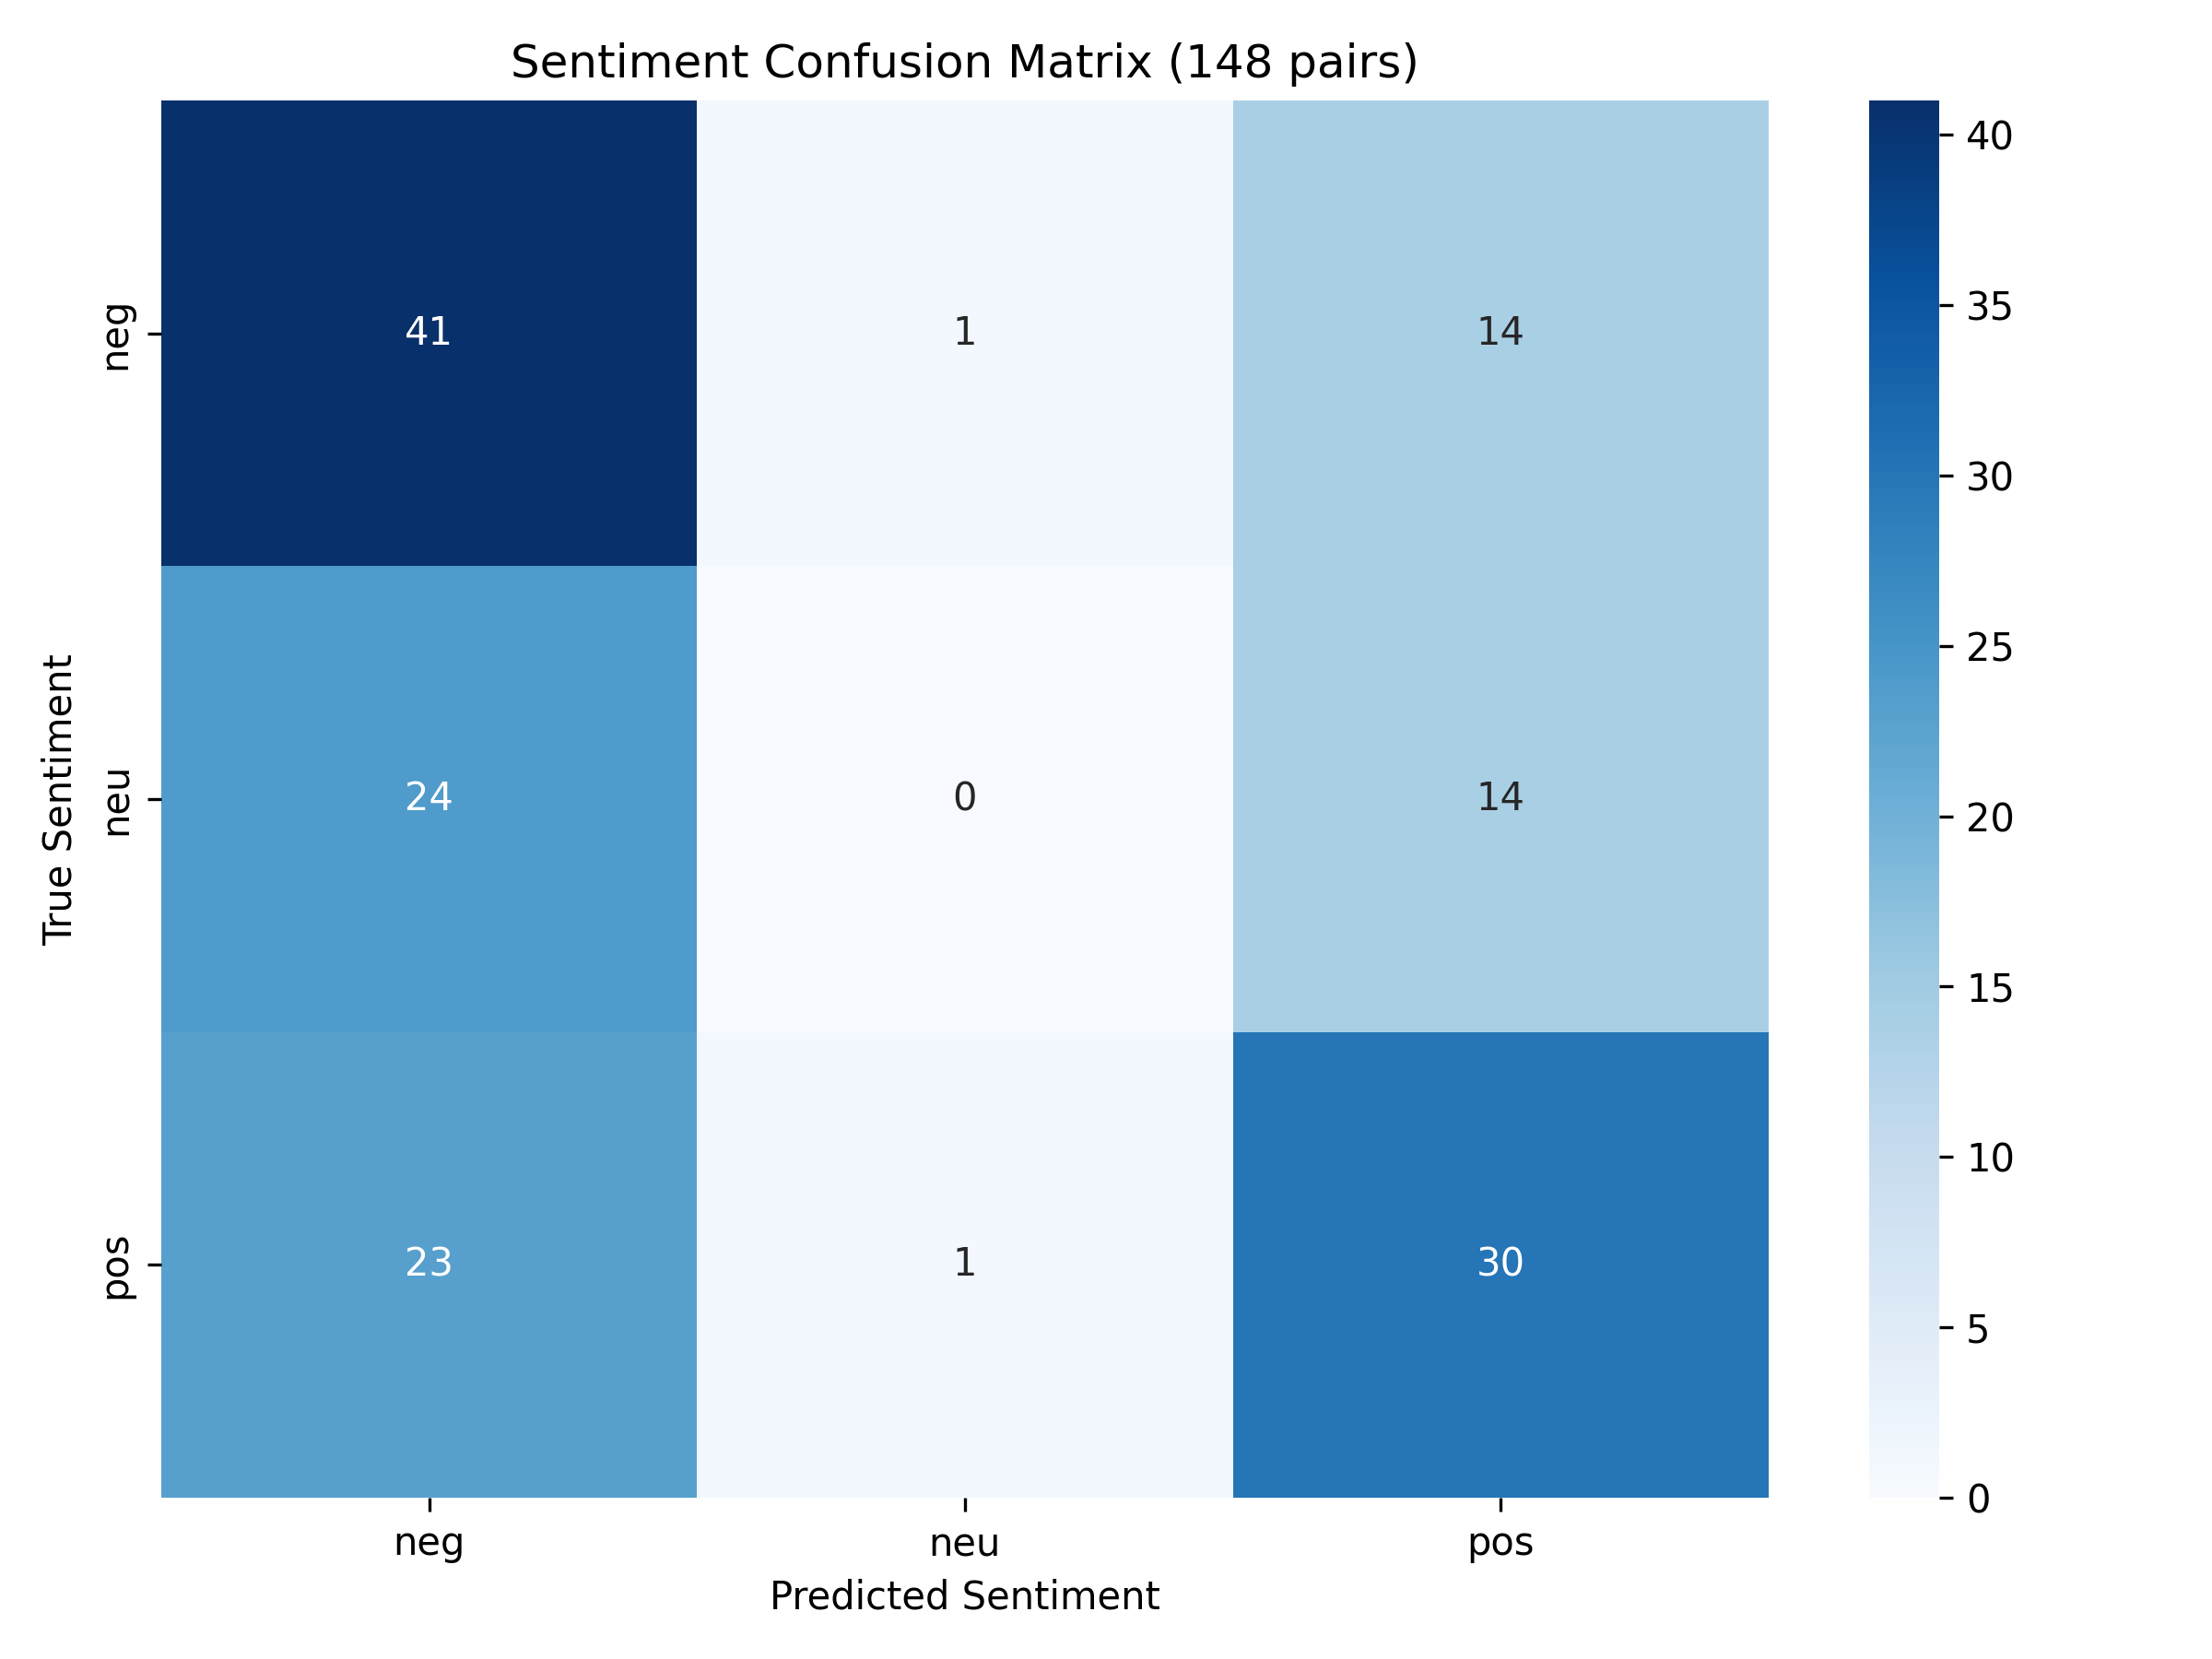 Sentiment Confusion Matrix (148 pairs)
True Sentiment
neg
41 1 14
neu
24 0 14
pos
23 1 30
neg neu pos
Predicted Sentiment
40
35
30
25
20
15
10
5
0